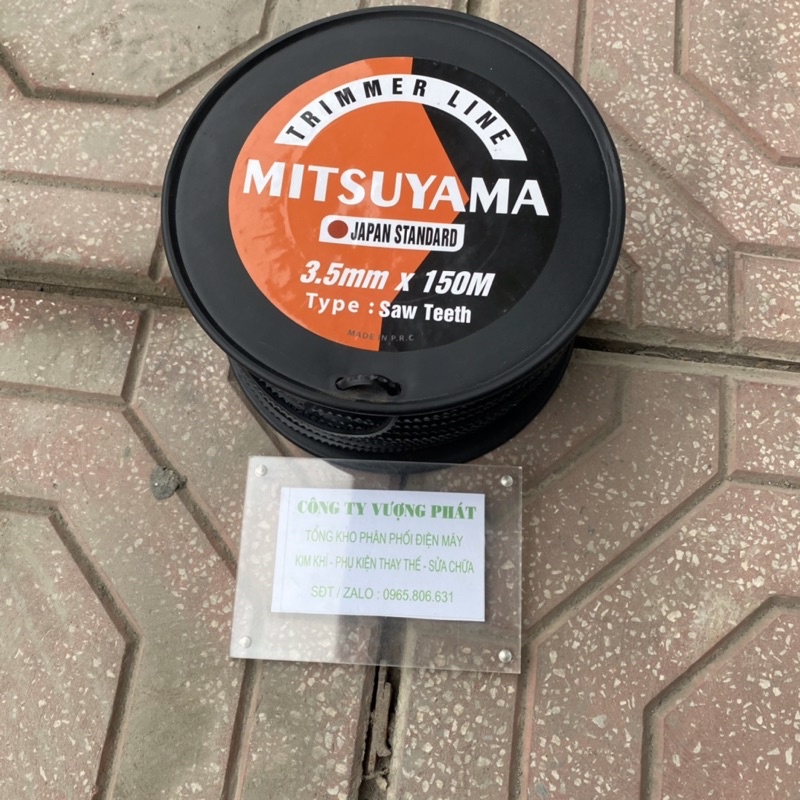 TRIMMER LINE
MITSUYAMA
JAPAN STANDARD
3.5mm x 150M
Type : Saw Teeth
MADE IN P.R.C
CÔNG TY VƯỢNG PHÁT
TỔNG KHO PHÂN PHỐI ĐIỆN MÁY
KIM KHÍ - PHỤ KIỆN THAY THẾ - SỬA CHỮA
SĐT / ZALO : 0965.806.631